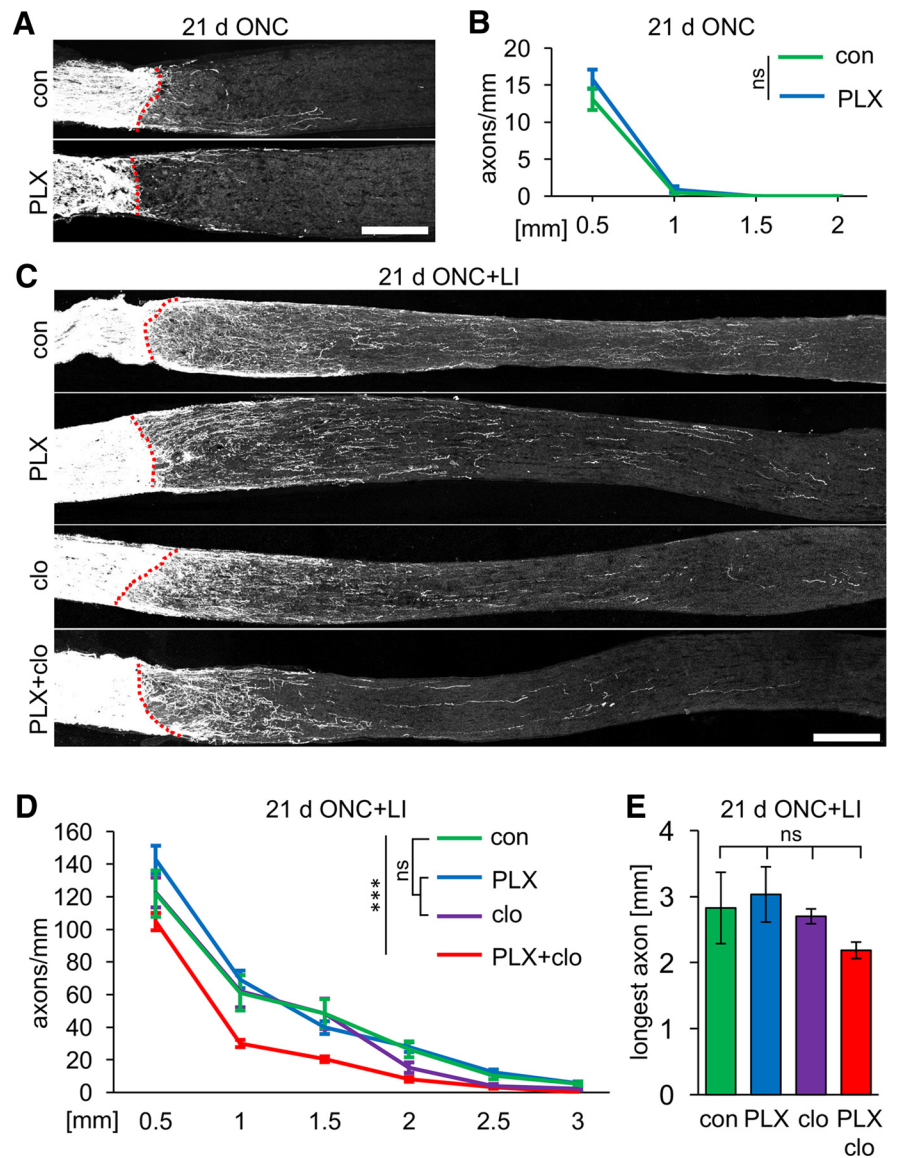 A
21 d ONC
con
PLX
B
21 d ONC
axons/mm
20
15
10
5
0
[mm] 0.5 1 1.5 2
ns
con
PLX
C
21 d ONC+LI
con
PLX
clo
PLX+clo
D
21 d ONC+LI
axons/mm
160
140
120
100
80
60
40
20
0
[mm] 0.5 1 1.5 2 2.5 3
***
ns
con
PLX
clo
PLX+clo
E
21 d ONC+LI
ns
longest axon [mm]
4
3
2
1
0
con PLX clo PLX
clo